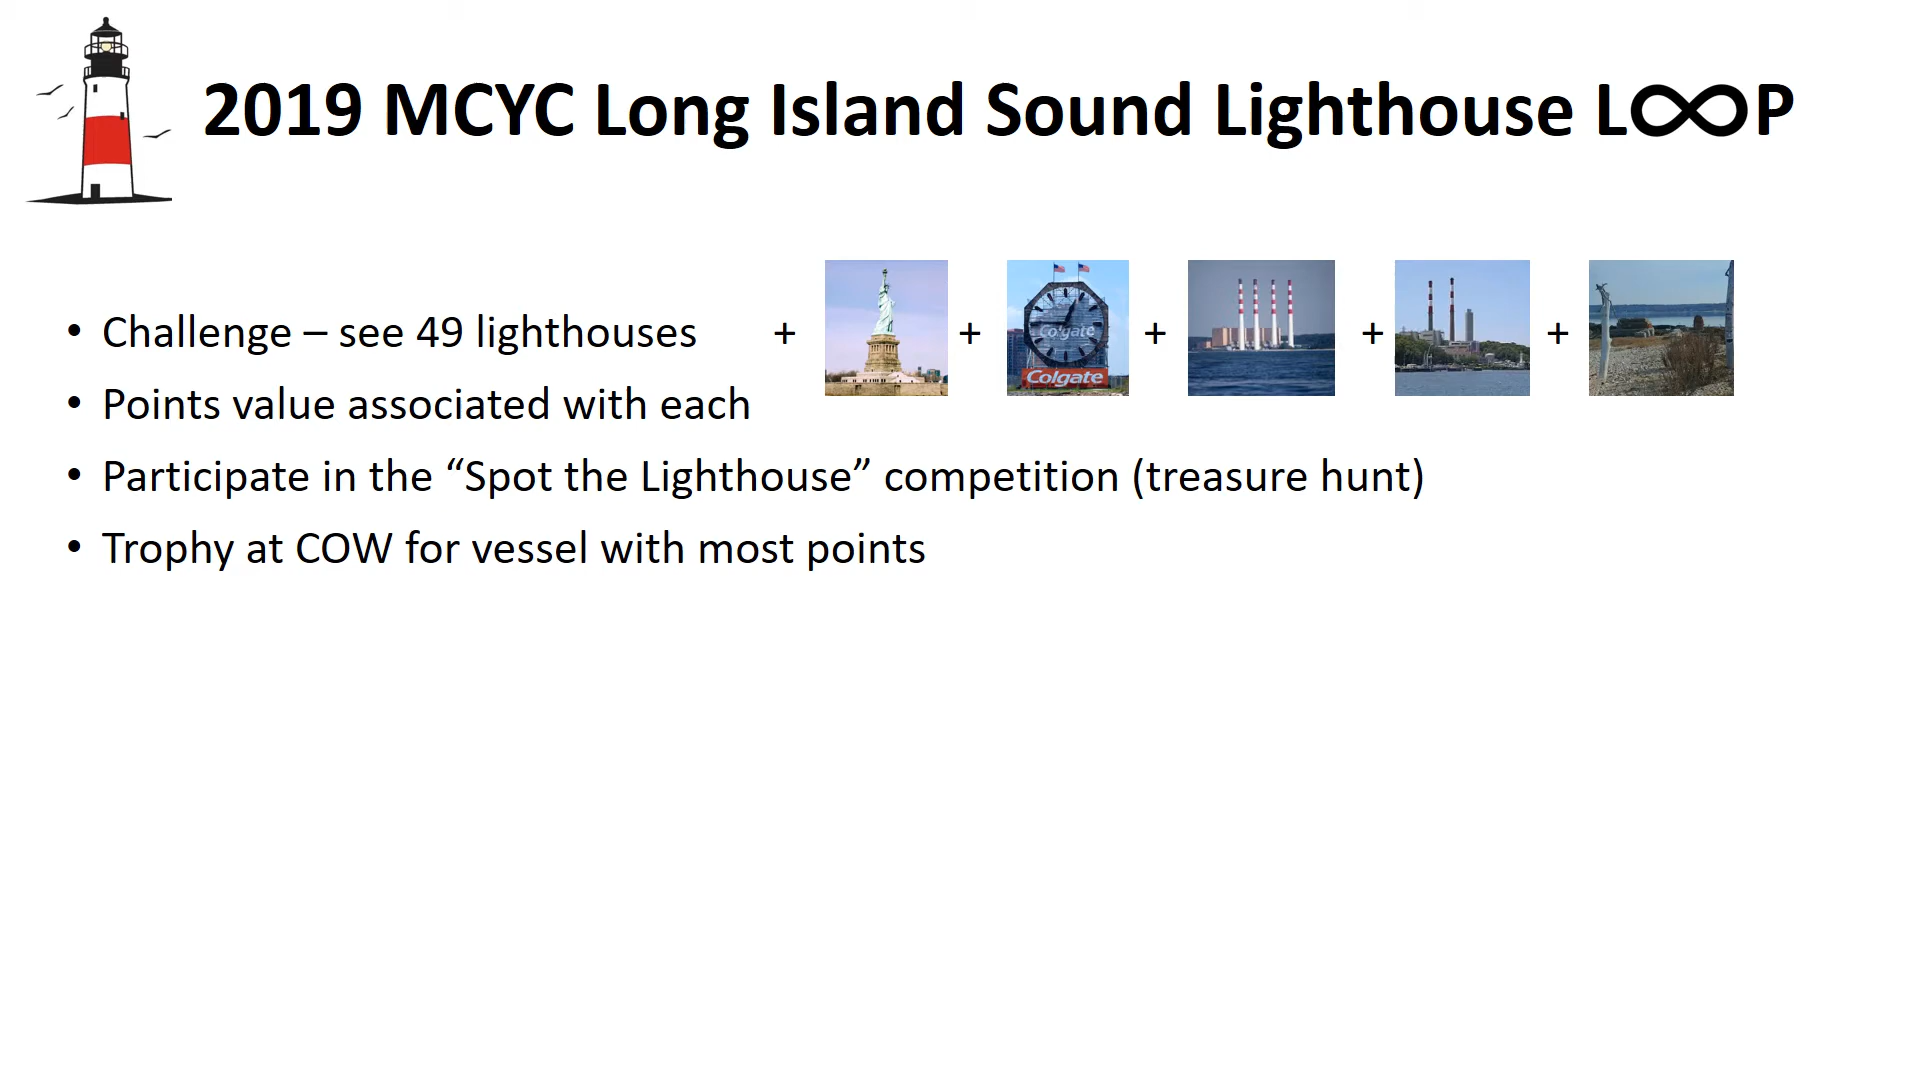 2019 MCYC Long Island Sound Lighthouse L∞P
• Challenge – see 49 lighthouses + + + + +
Colgate
Colgate
• Points value associated with each
• Participate in the “Spot the Lighthouse” competition (treasure hunt)
• Trophy at COW for vessel with most points